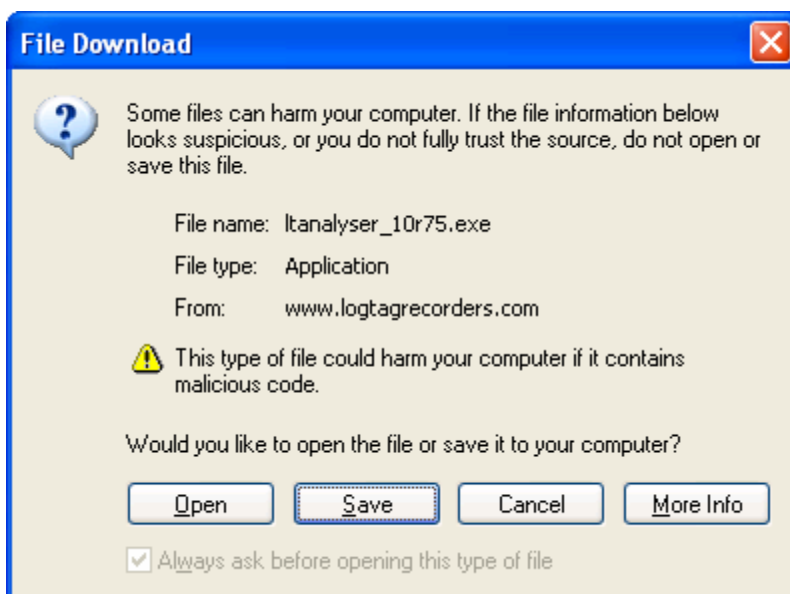 File Download
Some files can harm your computer. If the file information below
looks suspicious, or you do not fully trust the source, do not open or
save this file.
File name: ltanalyser_10r75.exe
File type: Application
From: www.logtagrecorders.com
This type of file could harm your computer if it contains
malicious code.
Would you like to open the file or save it to your computer?
Open Save Cancel More Info
Always ask before opening this type of file